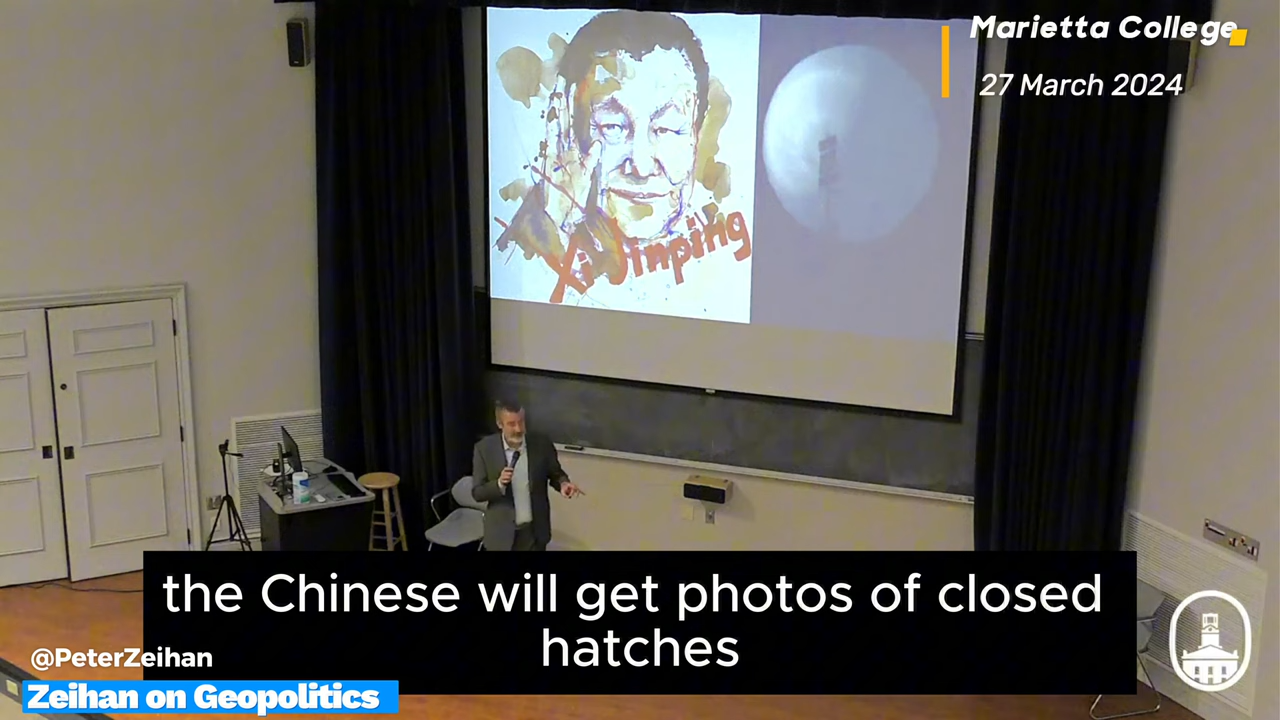 Marietta College
27 March 2024
Xi Jinping
the Chinese will get photos of closed
hatches
@PeterZeihan
Zeihan on Geopolitics